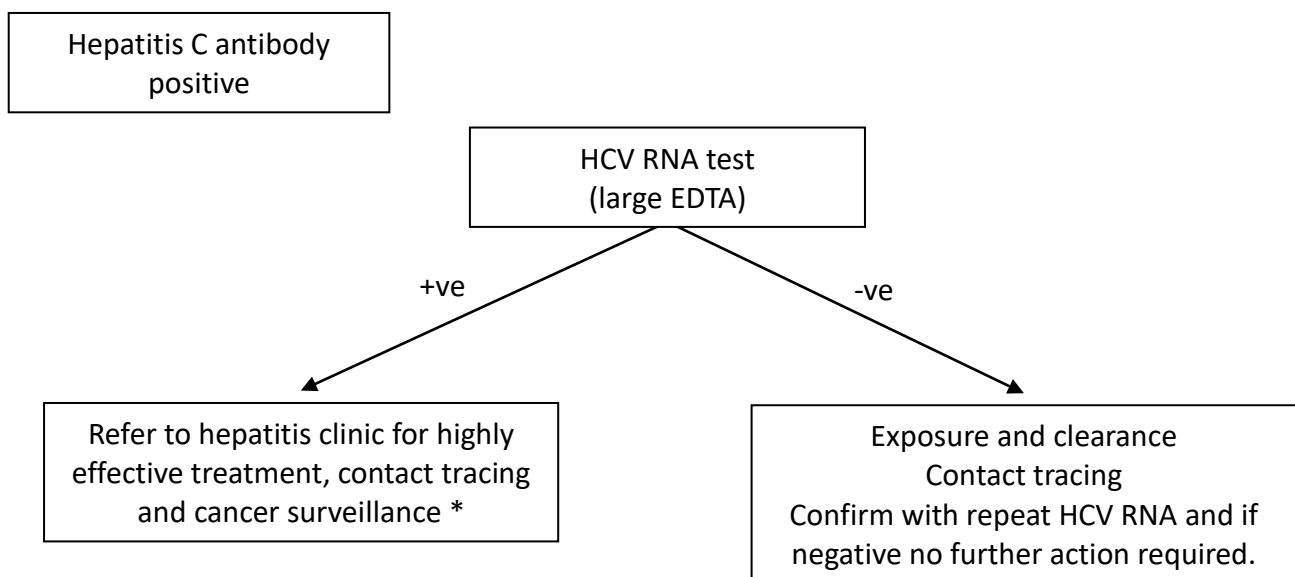 Hepatitis C antibody
positive
HCV RNA test
(large EDTA)
+ve
-ve
Refer to hepatitis clinic for highly
effective treatment, contact tracing
and cancer surveillance *
Exposure and clearance
Contact tracing
Confirm with repeat HCV RNA and if
negative no further action required.